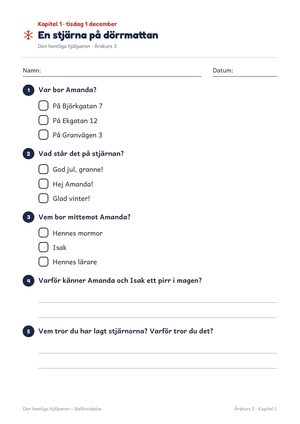 Kapitel 1 · tisdag 1 december
En stjärna på dörrmattan
Den hemliga hjälparen · Årskurs 3
Namn:
Datum:
1 Var bor Amanda?
På Björkgatan 7
På Ekgatan 12
På Granvägen 3
2 Vad står det på stjärnan?
God jul, granne!
Hej Amanda!
Glad vinter!
3 Vem bor mittemot Amanda?
Hennes mormor
Isak
Hennes lärare
4 Varför känner Amanda och Isak ett pirr i magen?
5 Vem tror du har lagt stjärnorna? Varför tror du det?
Den hemliga hjälparen – läsförståelse
Årskurs 3 · Kapitel 1